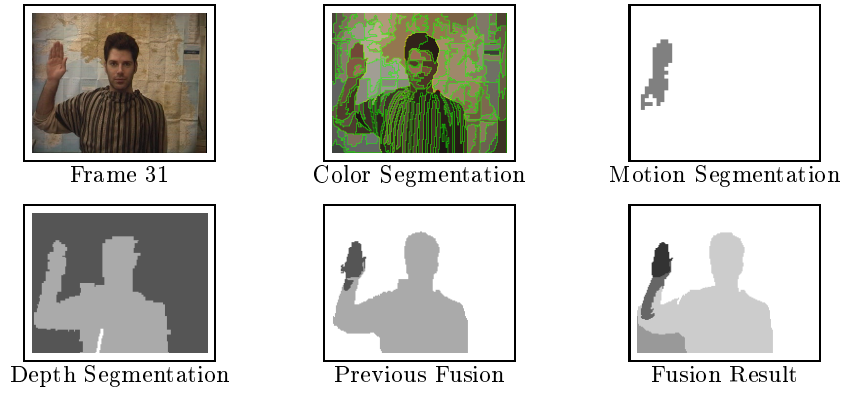 Frame 31
Color Segmentation
Motion Segmentation
Depth Segmentation
Previous Fusion
Fusion Result